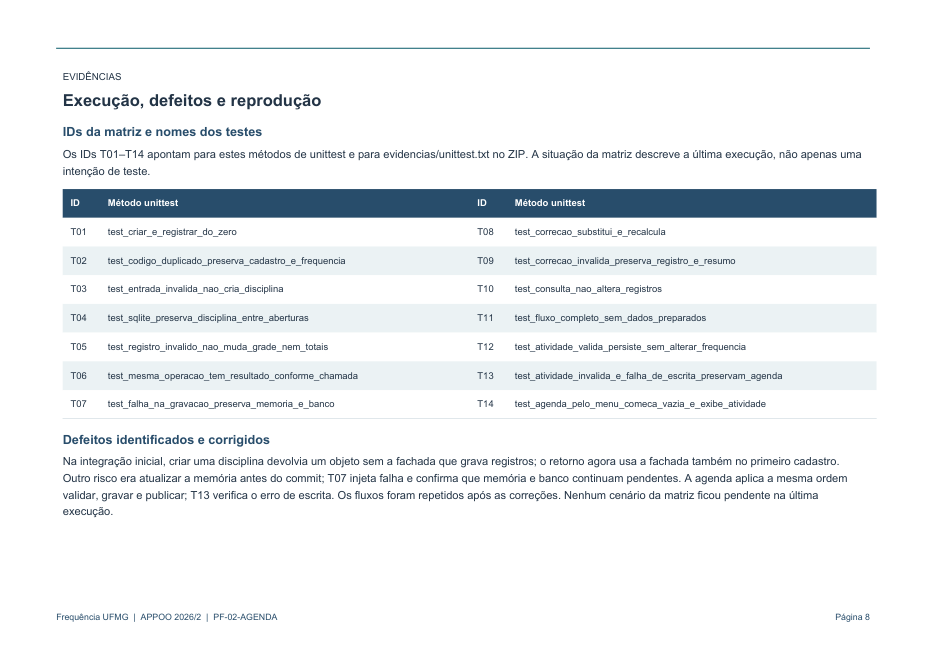 EVIDÊNCIAS
Execução, defeitos e reprodução
IDs da matriz e nomes dos testes
Os IDs T01–T14 apontam para estes métodos de unittest e para evidencias/unittest.txt no ZIP. A situação da matriz descreve a última execução, não apenas uma
intenção de teste.
ID Método unittest ID Método unittest
T01 test_criar_e_registrar_do_zero T08 test_correcao_substitui_e_recalcula
T02 test_codigo_duplicado_preserva_cadastro_e_frequencia T09 test_correcao_invalida_preserva_registro_e_resumo
T03 test_entrada_invalida_nao_cria_disciplina T10 test_consulta_nao_altera_registros
T04 test_sqlite_preserva_disciplina_entre_aberturas T11 test_fluxo_completo_sem_dados_preparados
T05 test_registro_invalido_nao_muda_grade_nem_totais T12 test_atividade_valida_persiste_sem_alterar_frequencia
T06 test_mesma_operacao_tem_resultado_conforme_chamada T13 test_atividade_invalida_e_falha_de_escrita_preservam_agenda
T07 test_falha_na_gravacao_preserva_memoria_e_banco T14 test_agenda_pelo_menu_comeca_vazia_e_exibe_atividade
Defeitos identificados e corrigidos
Na integração inicial, criar uma disciplina devolvia um objeto sem a fachada que grava registros; o retorno agora usa a fachada também no primeiro cadastro.
Outro risco era atualizar a memória antes do commit; T07 injeta falha e confirma que memória e banco continuam pendentes. A agenda aplica a mesma ordem
validar, gravar e publicar; T13 verifica o erro de escrita. Os fluxos foram repetidos após as correções. Nenhum cenário da matriz ficou pendente na última
execução.
Frequência UFMG | APPOO 2026/2 | PF-02-AGENDA Página 8